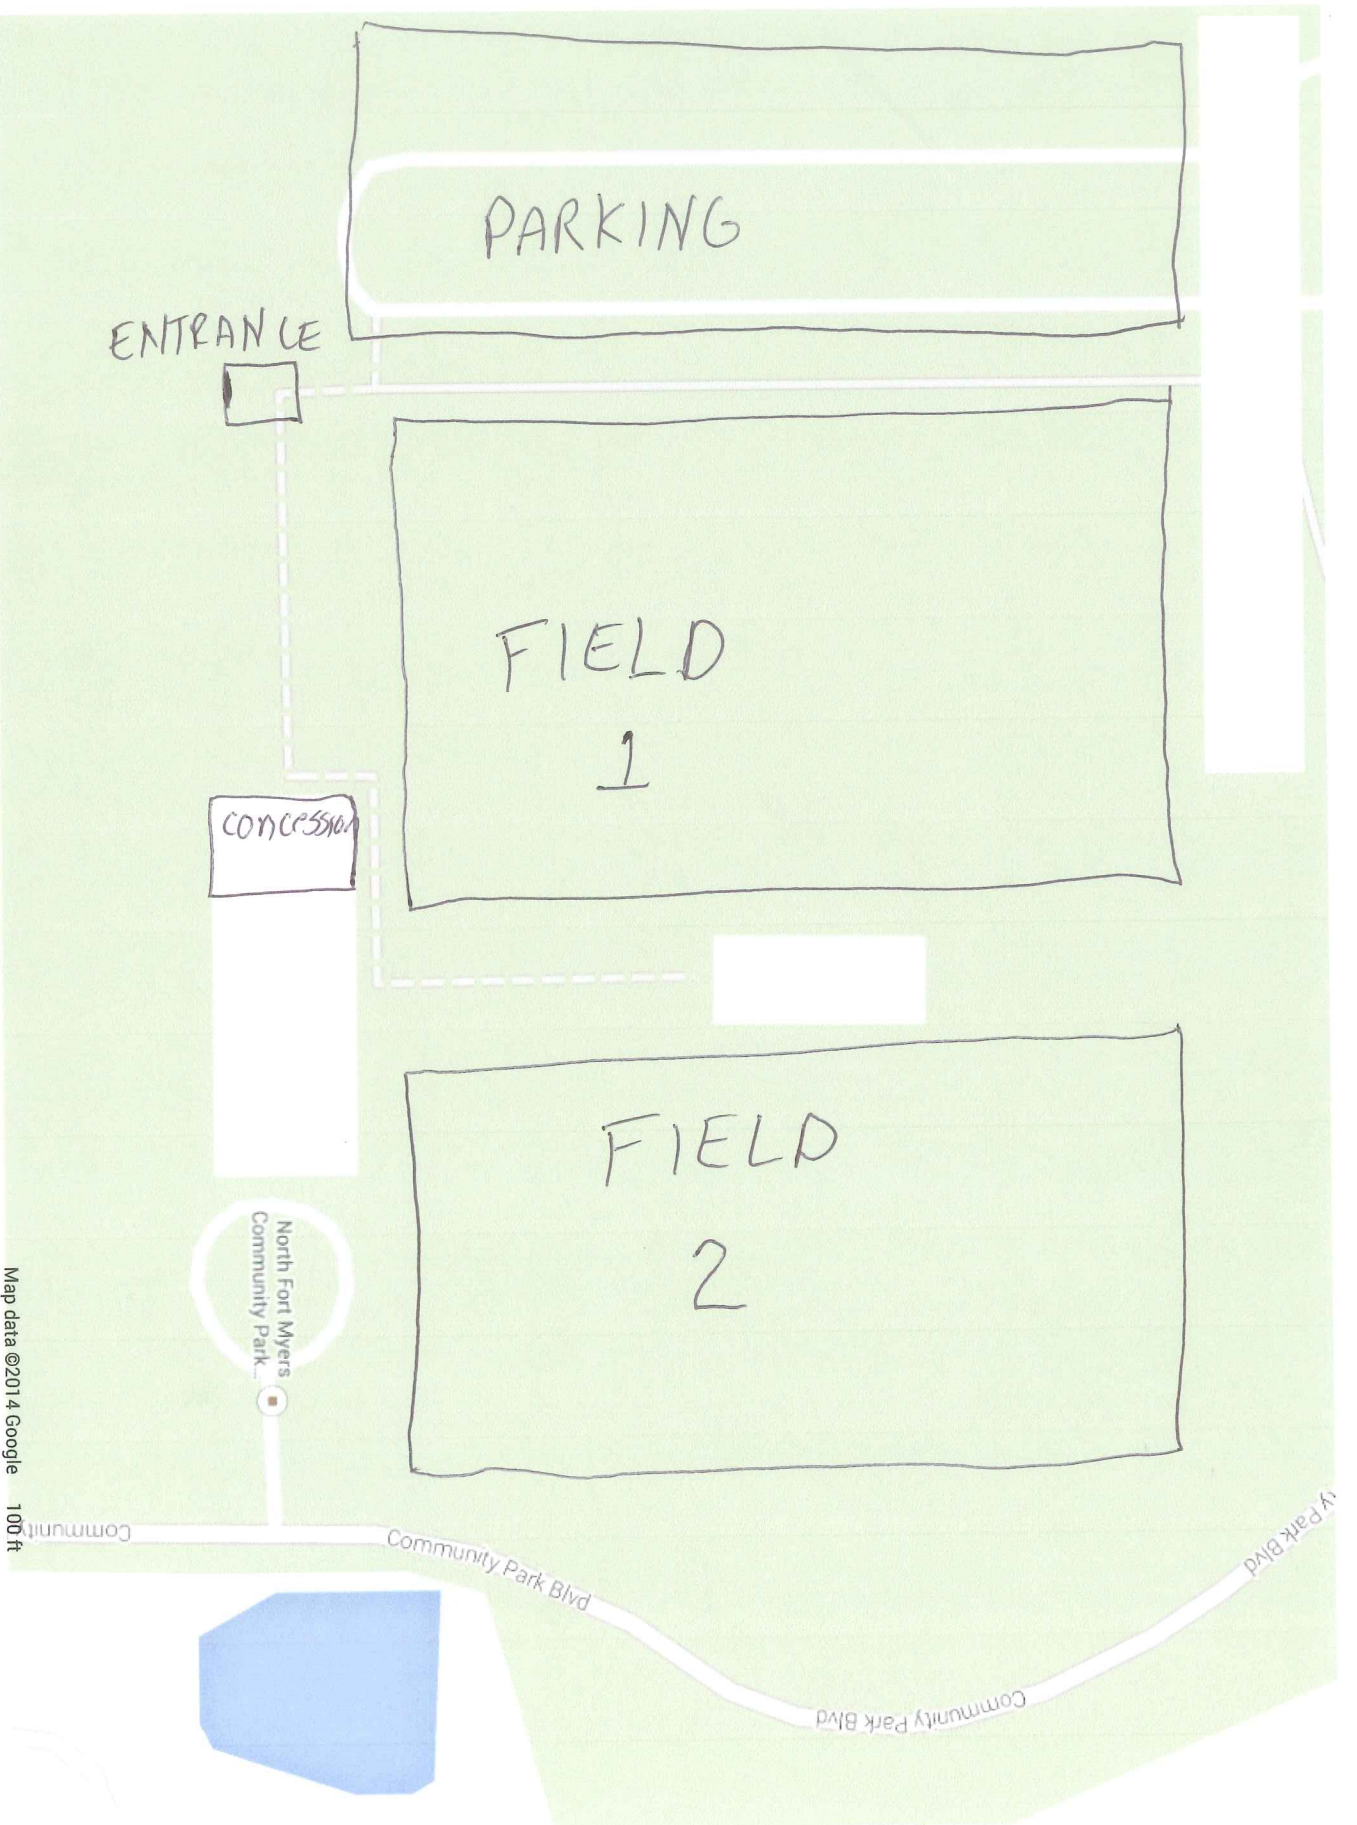 PARKING
ENTRANCE
FIELD
1
concession
FIELD
2
North Fort Myers
Community Park...
Community
Community Park Blvd
Community Park Blvd
ty Park Blvd
Map data ©2014 Google 100 ft